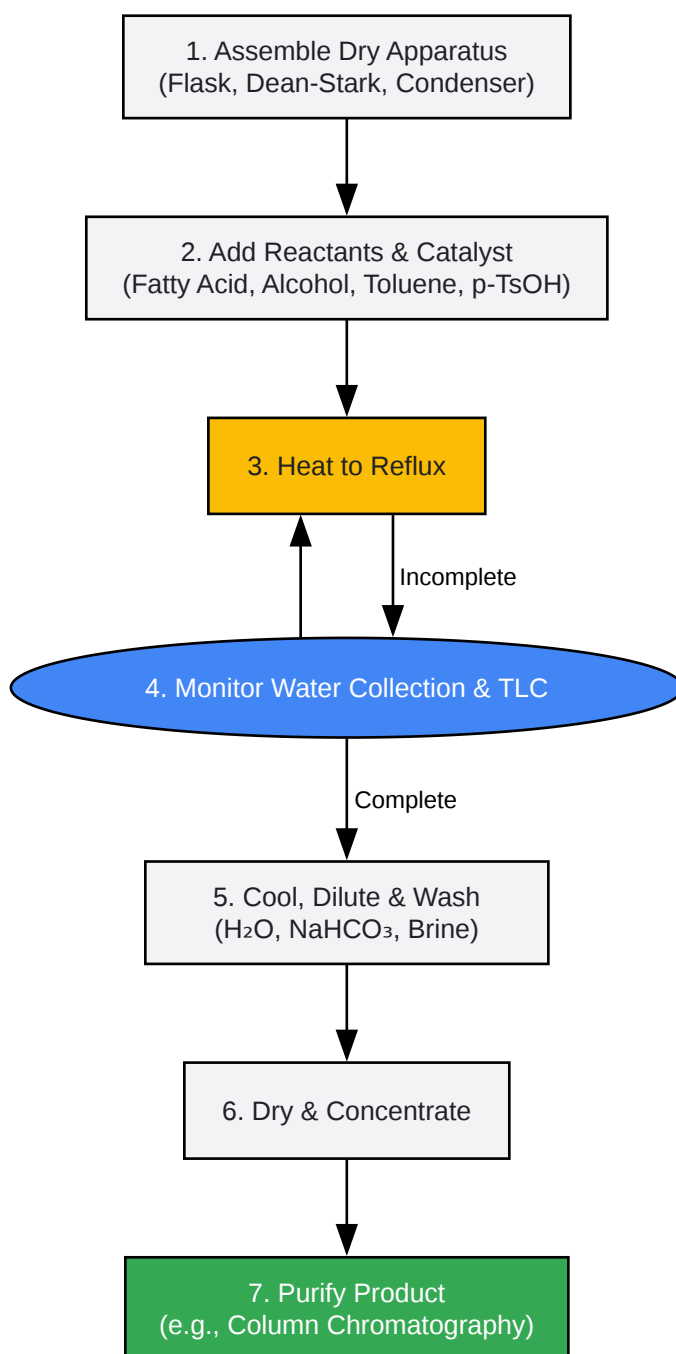 1. Assemble Dry Apparatus
(Flask, Dean-Stark, Condenser)
2. Add Reactants & Catalyst
(Fatty Acid, Alcohol, Toluene, p-TsOH)
3. Heat to Reflux
Incomplete
4. Monitor Water Collection & TLC
Complete
5. Cool, Dilute & Wash
(H₂O, NaHCO₃, Brine)
6. Dry & Concentrate
7. Purify Product
(e.g., Column Chromatography)